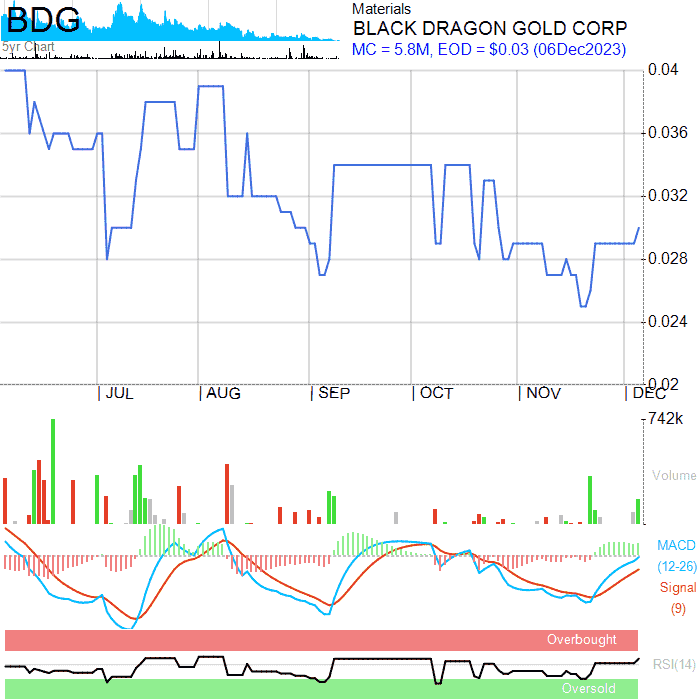 BDG
5yr Chart
Materials
BLACK DRAGON GOLD CORP
MC = 5.8M, EOD = $0.03 (06Dec2023)
0.04
0.036
0.032
0.028
0.024
0.02
JUL AUG SEP OCT NOV DEC
742k
Volume
MACD
(12-26)
Signal
(9)
Overbought
RSI(14)
Oversold